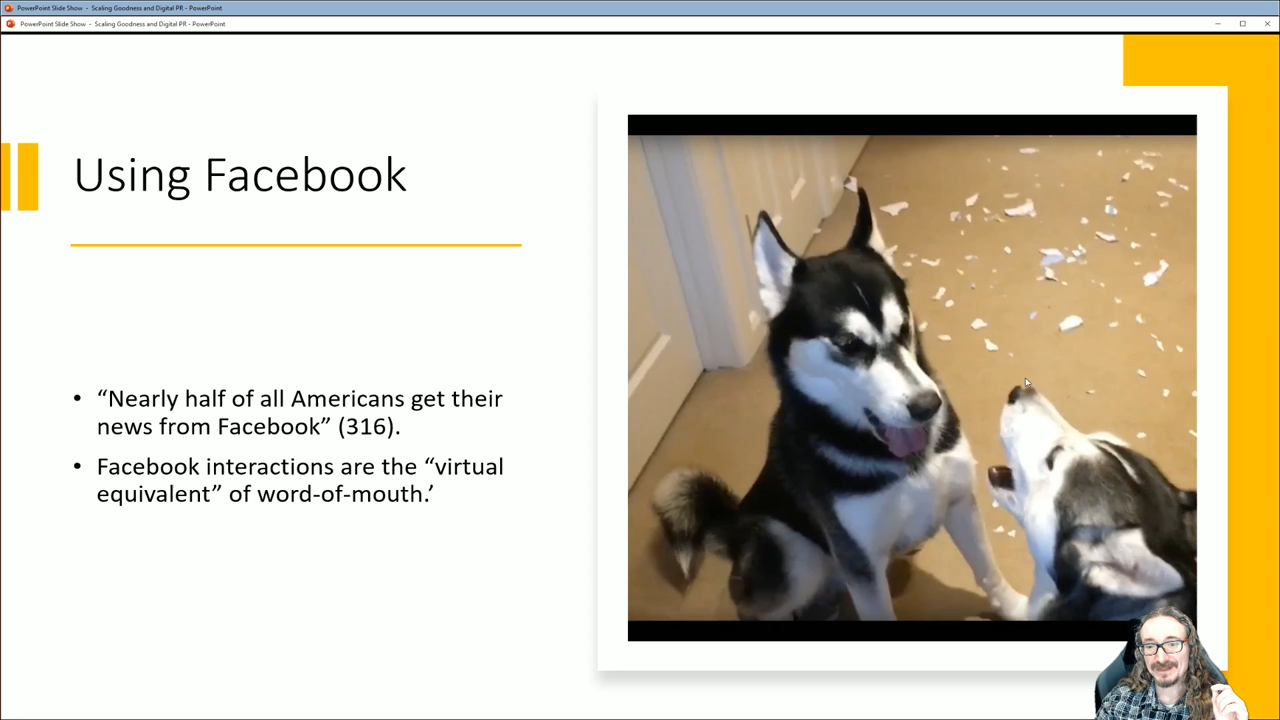 PowerPoint Slide Show - Scaling Goodness and Digital PR - PowerPoint
PowerPoint Slide Show - Scaling Goodness and Digital PR - PowerPoint
Using Facebook
• “Nearly half of all Americans get their
news from Facebook” (316).
• Facebook interactions are the “virtual
equivalent” of word-of-mouth.’